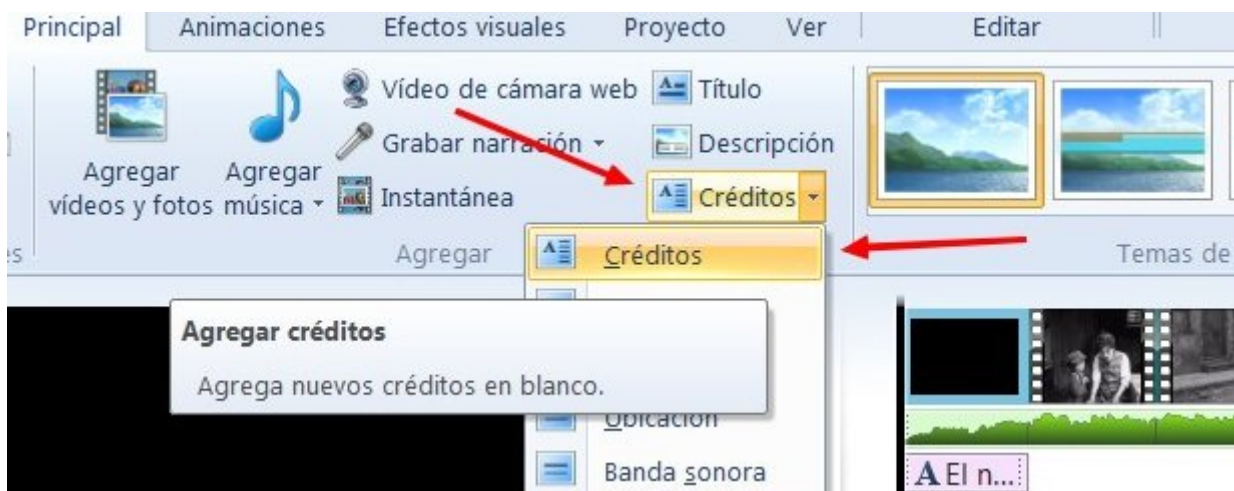 Principal Animaciones Efectos visuales Proyecto Ver Editar
Vídeo de cámara web Título
Grabar narración Descripción
Agregar vídeos y fotos
Agregar música
Instantánea Créditos
Agregar Temas de
Créditos
Agregar créditos
Agrega nuevos créditos en blanco.
Ubicación
Banda sonora
A El n...